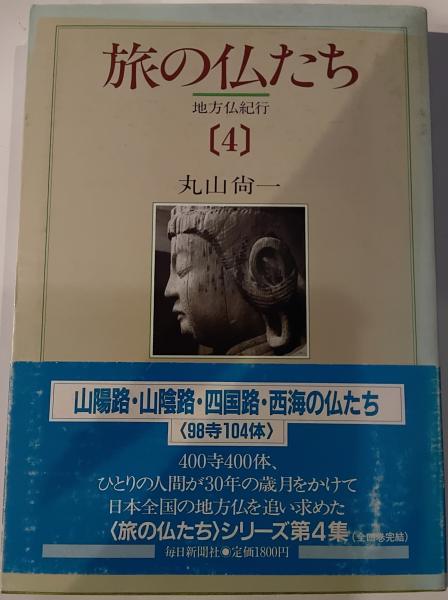 旅の仏たち
地方仏紀行
〔4〕
丸山尙一
山陽路・山陰路・四国路・西海の仏たち
〈98寺104体〉
400寺400体、
ひとりの人間が30年の歳月をかけて
日本全国の地方仏を追い求めた
〈旅の仏たち〉シリーズ第4集(全四巻完結)
毎日新聞社◉定価1800円